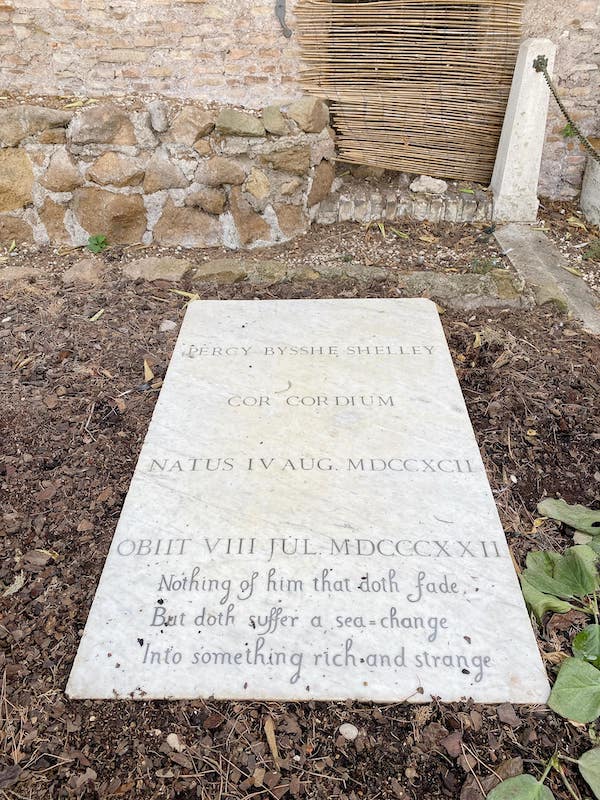 PERCY BYSSHE SHELLEY
COR CORDIUM
NATUS IV AUG. MDCCXCII
OBIIT VIII JUL. MDCCCXXII
Nothing of him that doth fade,
But doth suffer a sea=change
Into something rich and strange